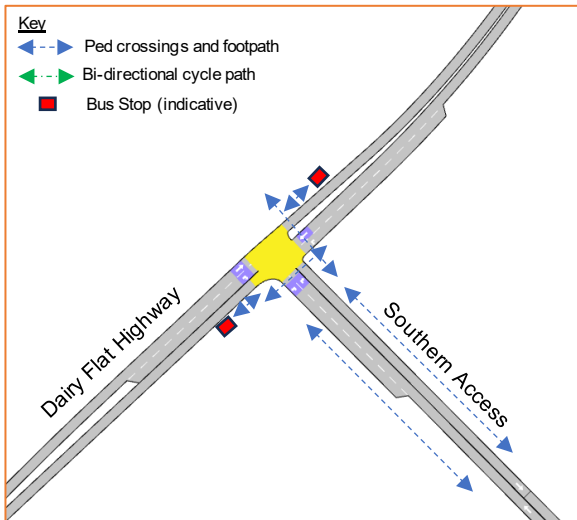 Key
Ped crossings and footpath
Bi-directional cycle path
Bus Stop (indicative)
Dairy Flat Highway
Southern Access